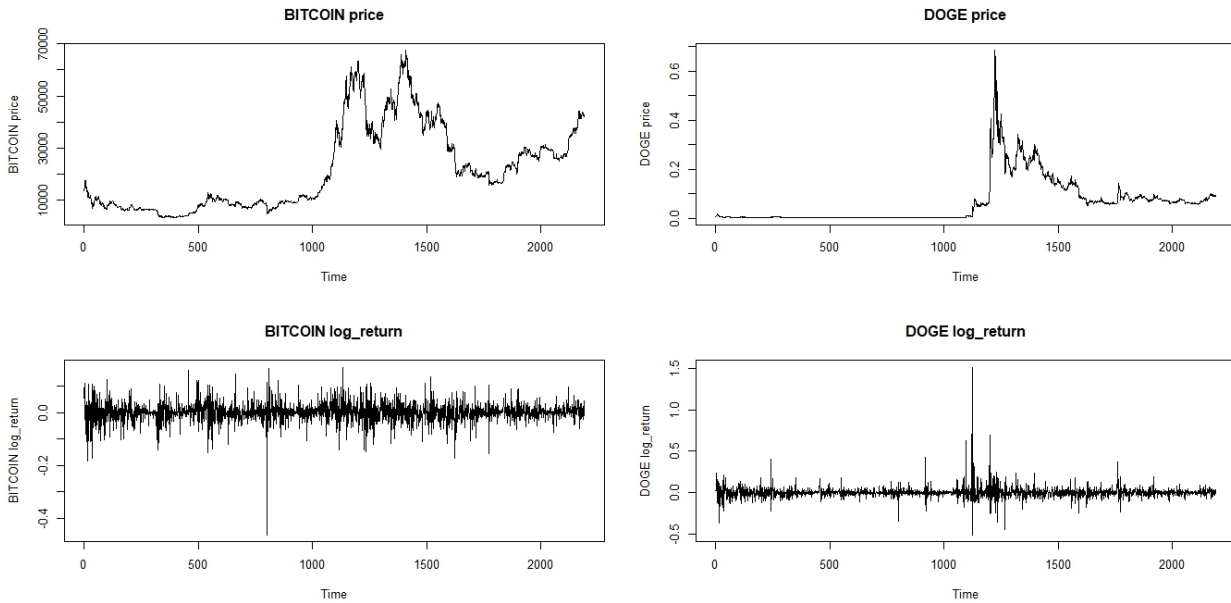 BITCOIN price
BITCOIN price
70000
50000
30000
10000
0 500 1000 1500 2000
Time
DOGE price
DOGE price
0.6
0.4
0.2
0.0
0 500 1000 1500 2000
Time
BITCOIN log_return
BITCOIN log_return
0.0
-0.2
-0.4
0 500 1000 1500 2000
Time
DOGE log_return
DOGE log_return
1.5
1.0
0.5
0.0
-0.5
0 500 1000 1500 2000
Time